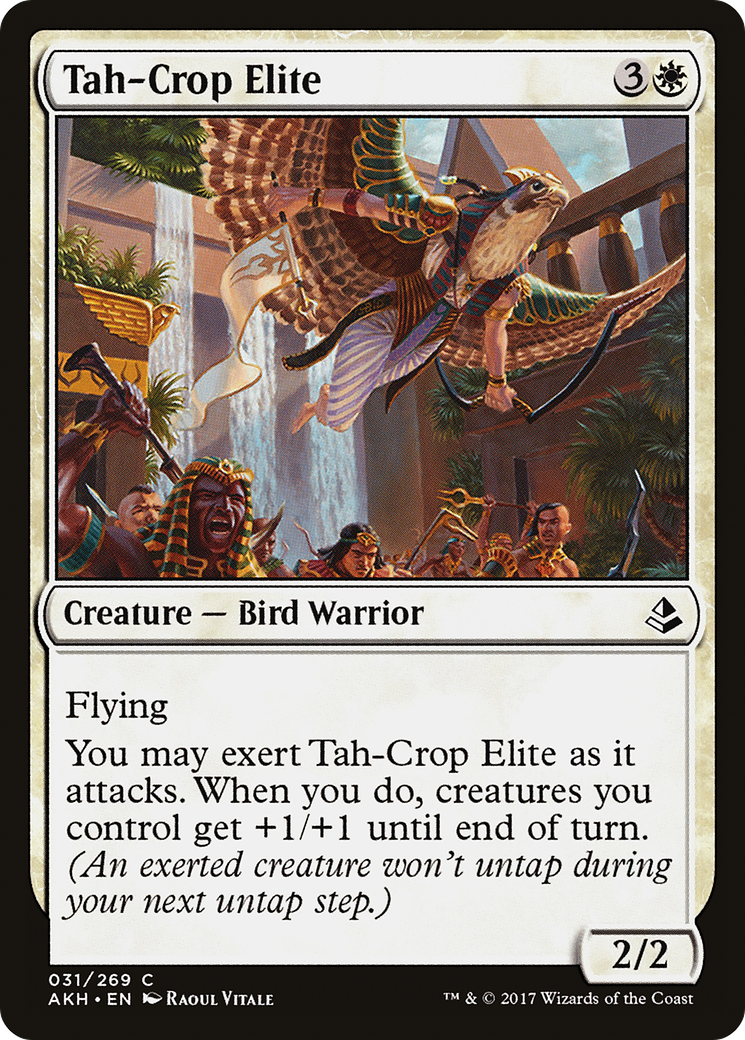 Tah-Crop Elite 3
Creature — Bird Warrior
Flying
You may exert Tah-Crop Elite as it
attacks. When you do, creatures you
control get +1/+1 until end of turn.
(An exerted creature won't untap during
your next untap step.)
2/2
031/269 C
AKH • EN Raoul Vitale
™ & © 2017 Wizards of the Coast